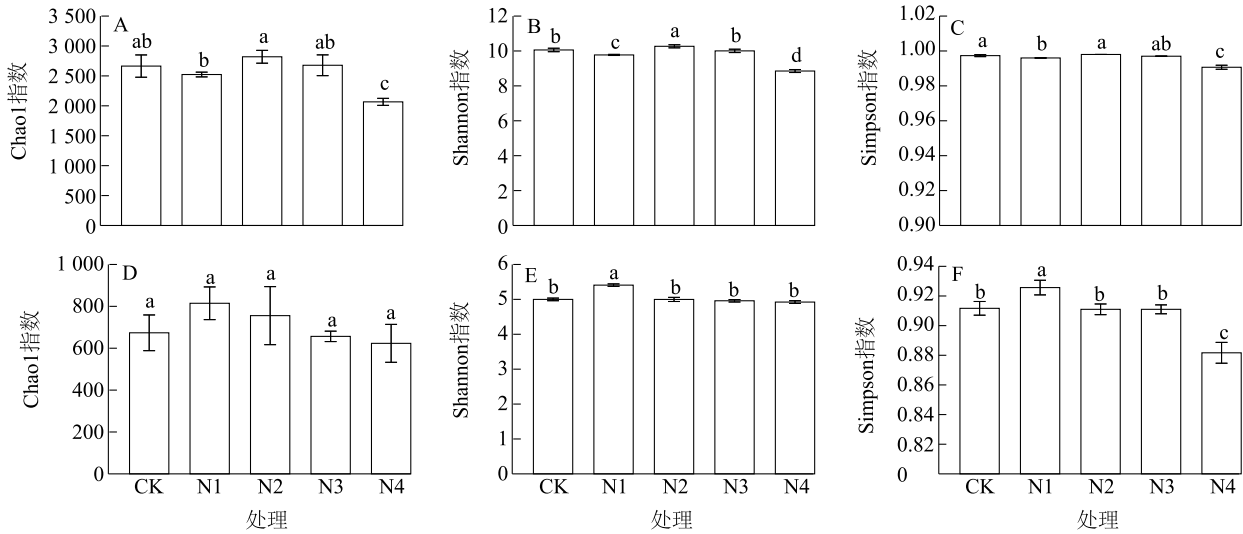 A
Chao1指数
3 500
3 000
2 500
2 000
1 500
1 000
500
0
ab
b
a
ab
c
B
Shannon指数
12
10
8
6
4
2
0
b
c
a
b
d
C
Simpson指数
1.02
1.00
0.98
0.96
0.94
0.92
0.90
a
b
a
ab
c
D
Chao1指数
1 000
800
600
400
200
0
a
a
a
a
a
CK
N1
N2
N3
N4
处理
E
Shannon指数
6
5
4
3
2
1
0
b
a
b
b
b
CK
N1
N2
N3
N4
处理
F
Simpson指数
0.94
0.92
0.90
0.88
0.86
0.84
0.82
0
b
a
b
b
c
CK
N1
N2
N3
N4
处理